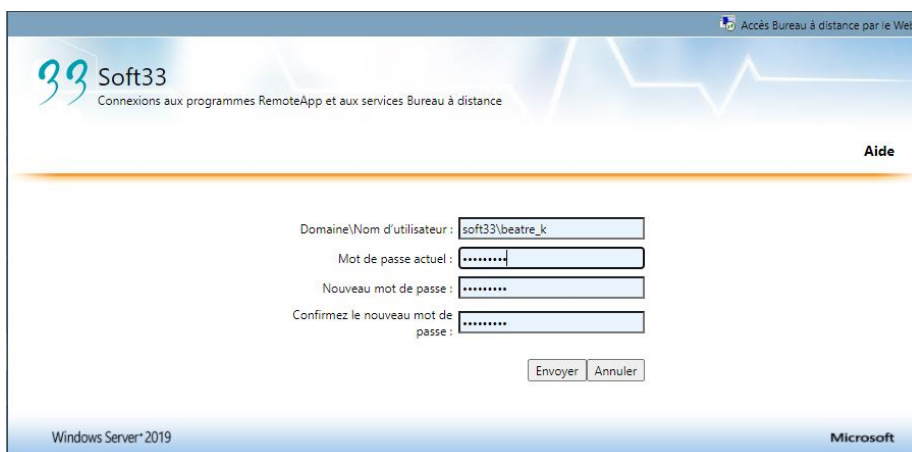 Accès Bureau à distance par le Web
33 Soft33
Connexions aux programmes RemoteApp et aux services Bureau à distance
Aide
Domaine\Nom d'utilisateur : soft33\beatre_k
Mot de passe actuel : •••••••••
Nouveau mot de passe : •••••••••
Confirmez le nouveau mot de
passe : •••••••••
Envoyer Annuler
Windows Server 2019
Microsoft